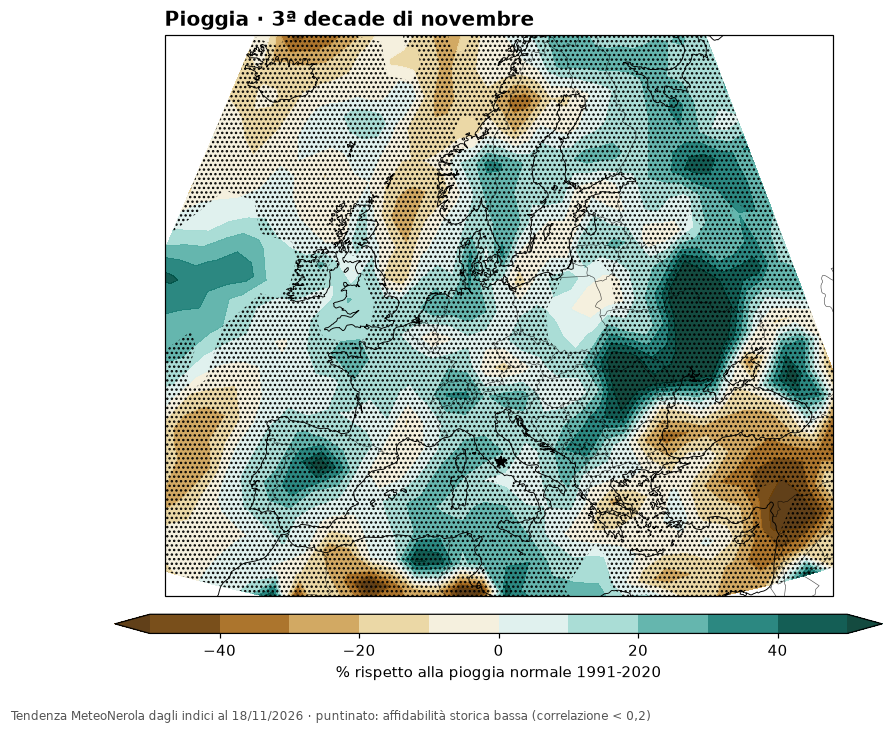 Pioggia · 3ª decade di novembre
−40 −20 0 20 40
% rispetto alla pioggia normale 1991-2020
Tendenza MeteoNerola dagli indici al 18/11/2026 · puntinato: affidabilità storica bassa (correlazione < 0,2)